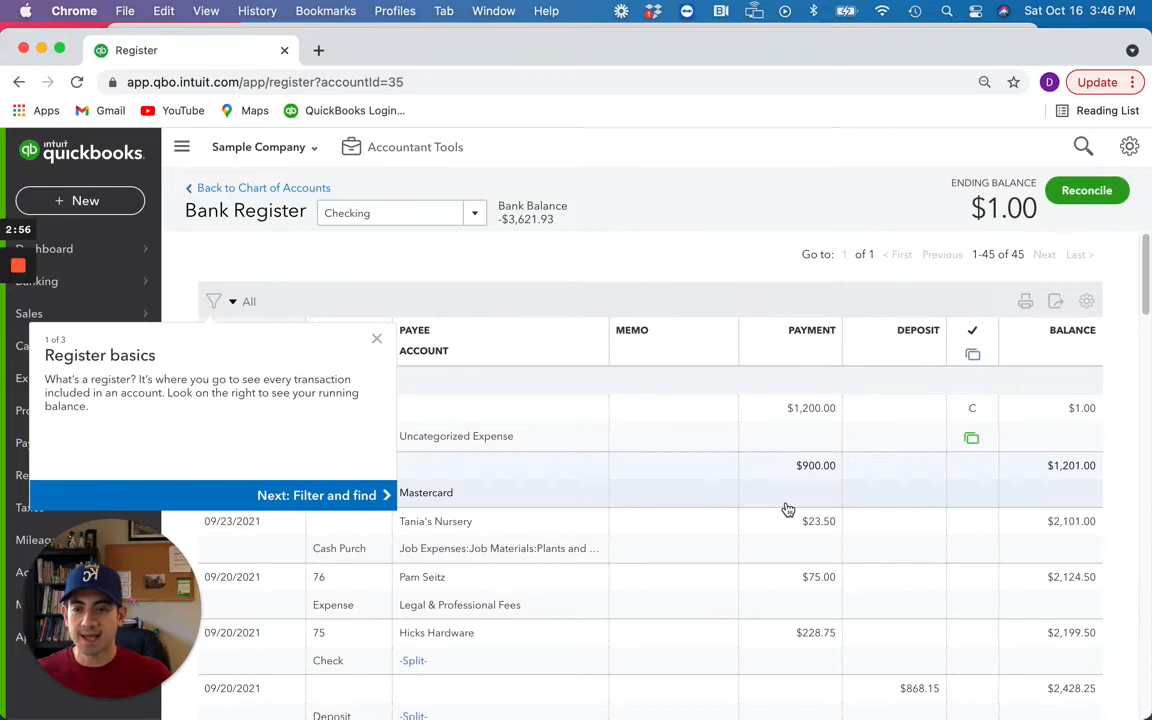 Chrome File Edit View History Bookmarks Profiles Tab Window Help Sat Oct 16 3:46 PM
Register
app.qbo.intuit.com/app/register?accountId=35 D Update
Apps Gmail YouTube Maps QuickBooks Login... Reading List
intuit
quickbooks.
Sample Company Accountant Tools
Back to Chart of Accounts
ENDING BALANCE
$1.00
Reconcile
Bank Register Checking
Bank Balance
-$3,621.93
+ New
2:56
shboard
nking
Sales
Go to: 1 of 1 < First Previous 1-45 of 45 Next Last >
All
PAYEE MEMO PAYMENT DEPOSIT ✓ BALANCE
ACCOUNT
1 of 3
Register basics
What's a register? It's where you go to see every transaction
included in an account. Look on the right to see your running
balance.
Next: Filter and find
$1,200.00 C $1.00
Uncategorized Expense
$900.00 $1,201.00
Mastercard
09/23/2021 Tania's Nursery $23.50 $2,101.00
Cash Purch Job Expenses:Job Materials:Plants and ...
09/20/2021 76 Pam Seitz $75.00 $2,124.50
Expense Legal & Professional Fees
09/20/2021 75 Hicks Hardware $228.75 $2,199.50
Check -Split-
09/20/2021 $868.15 $2,428.25
Deposit -Split-